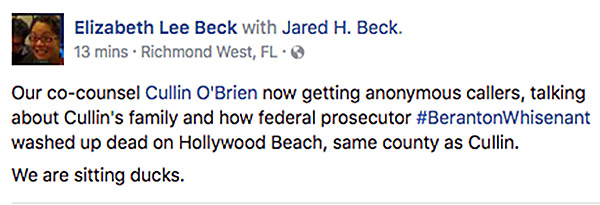 Elizabeth Lee Beck with Jared H. Beck.
13 mins · Richmond West, FL ·
Our co-counsel Cullin O'Brien now getting anonymous callers, talking
about Cullin's family and how federal prosecutor #BerantonWhisenant
washed up dead on Hollywood Beach, same county as Cullin.
We are sitting ducks.